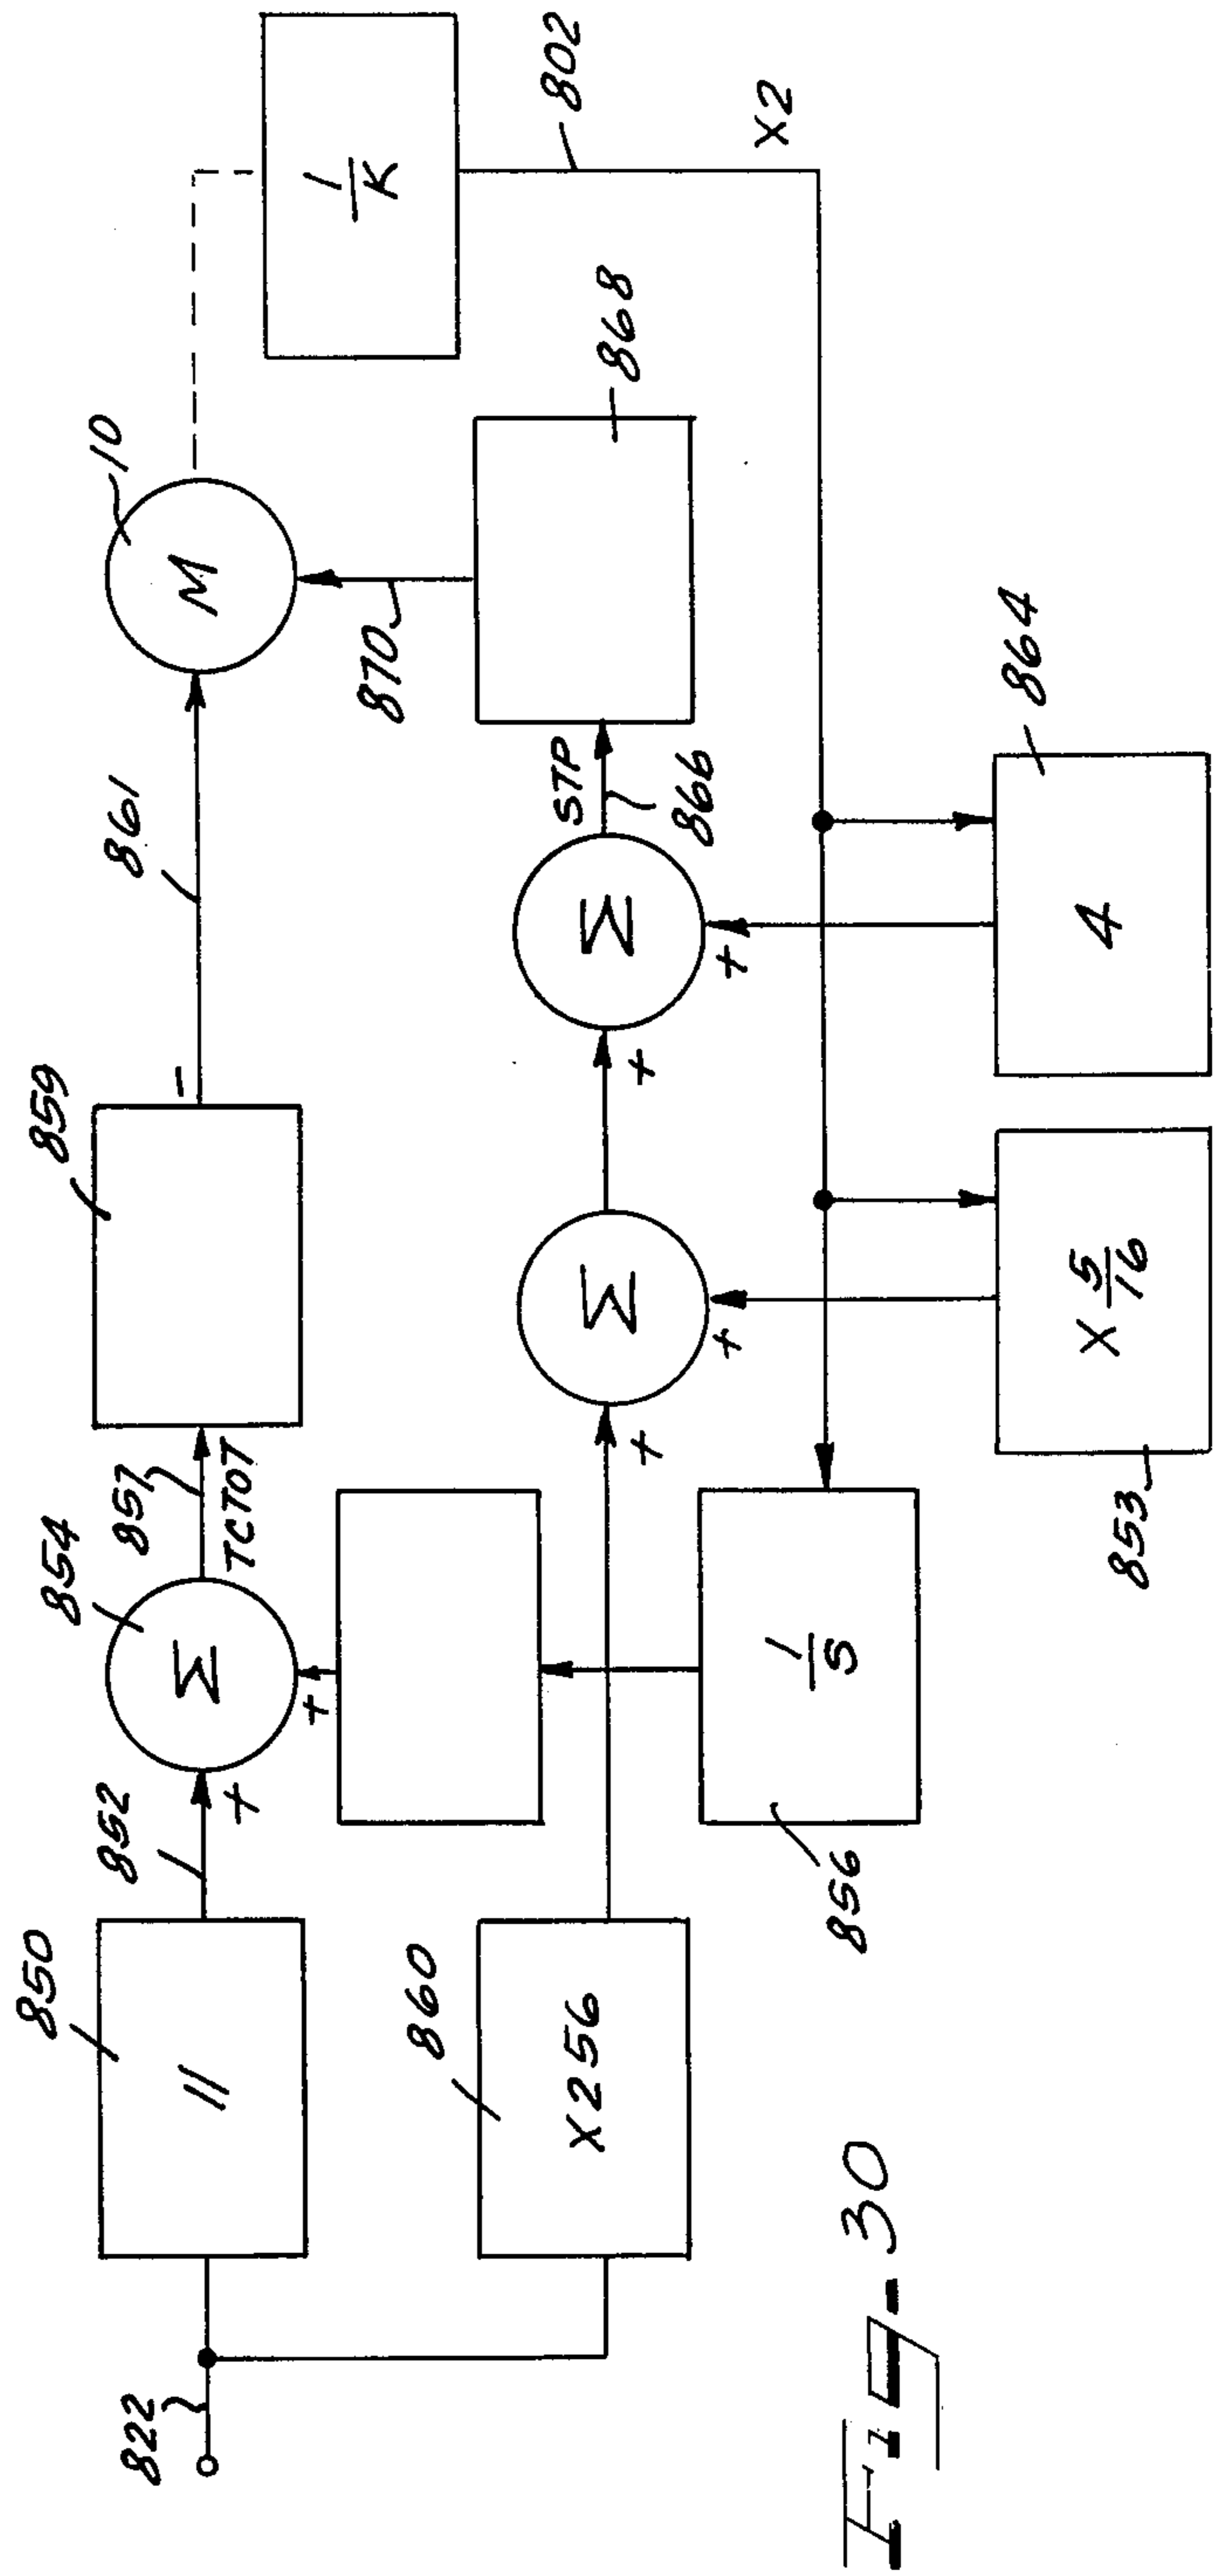 822
850
||
852
+
854
Σ
+
857
TCTOT
859
-
861
10
M
1/K
802
X2
860
X256
+
Σ
+
+
Σ
+
STP
866
868
870
856
1/S
853
X 5/16
864
4
Fig-30